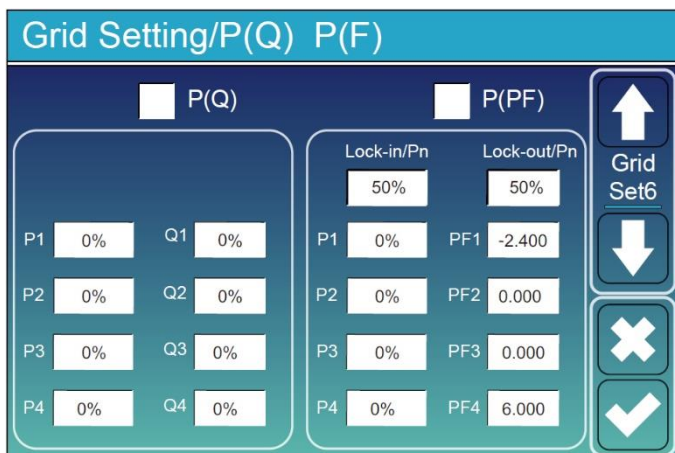 Grid Setting/P(Q) P(F)
P(Q)
P1 0% Q1 0%
P2 0% Q2 0%
P3 0% Q3 0%
P4 0% Q4 0%
P(PF)
Lock-in/Pn Lock-out/Pn
50% 50%
P1 0% PF1 -2.400
P2 0% PF2 0.000
P3 0% PF3 0.000
P4 0% PF4 6.000
Grid
Set6